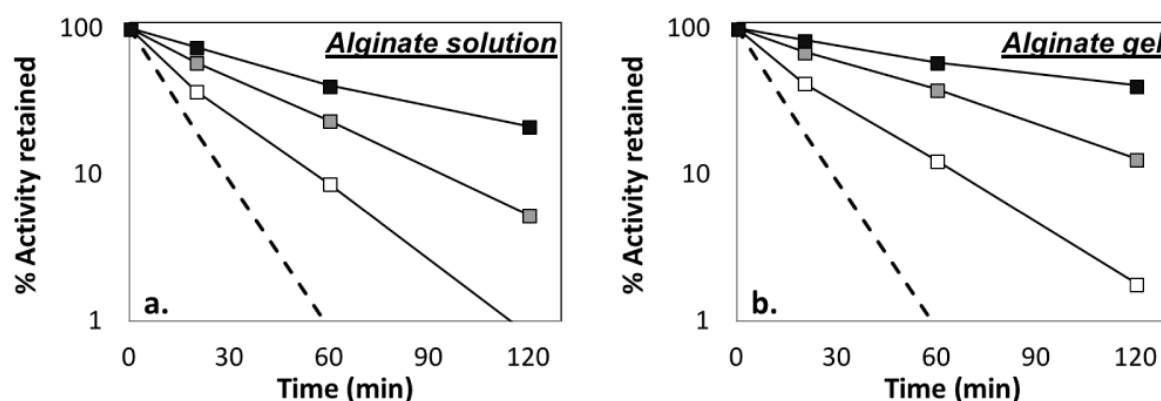 Alginate solution
100
10
1
% Activity retained
a.
0
30
60
90
120
Time (min)
Alginate gel
100
10
1
% Activity retained
b.
0
30
60
90
120
Time (min)